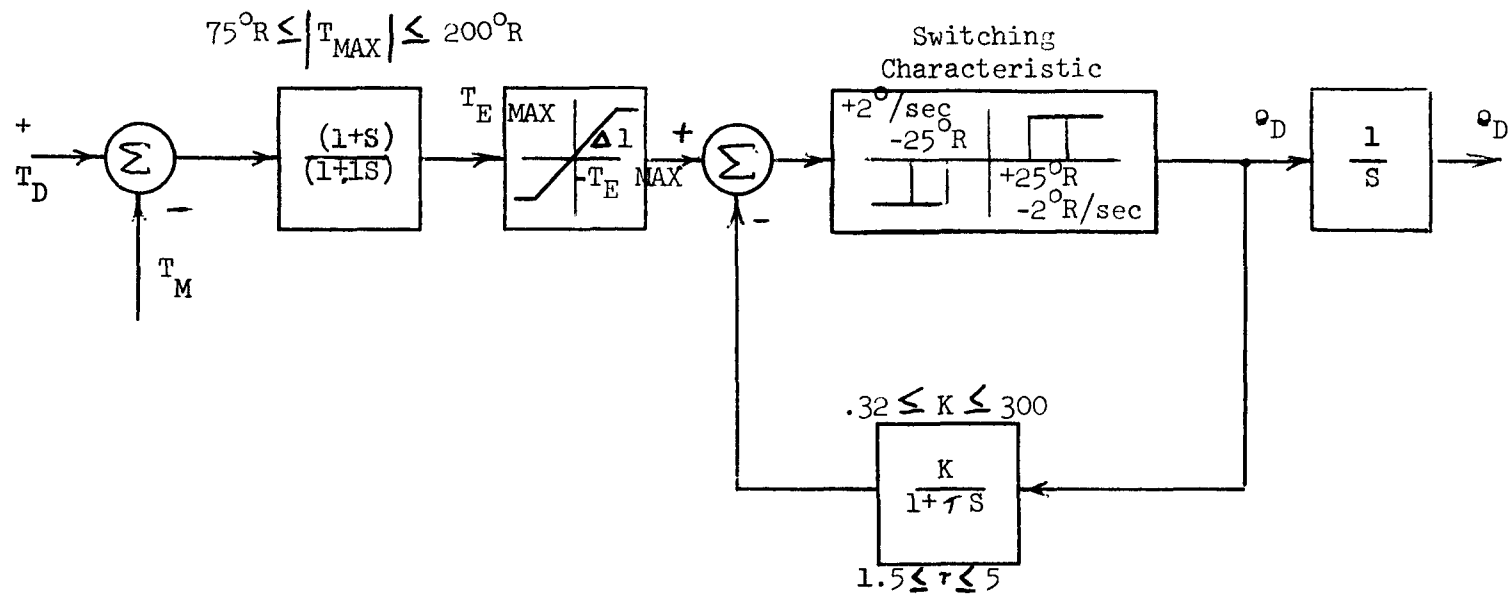 75°R ≤ |T_MAX| ≤ 200°R
Switching
Characteristic
+
T_D
Σ
−
T_M
(1+S)
(1+.1S)
T_E MAX
Δ 1
-T_E MAX
+
Σ
-
+2°/sec
-25°R
+25°R
-2°R/sec
θ_D
1
S
θ_D
.32 ≤ K ≤ 300
K
1+τS
1.5 ≤ τ ≤ 5